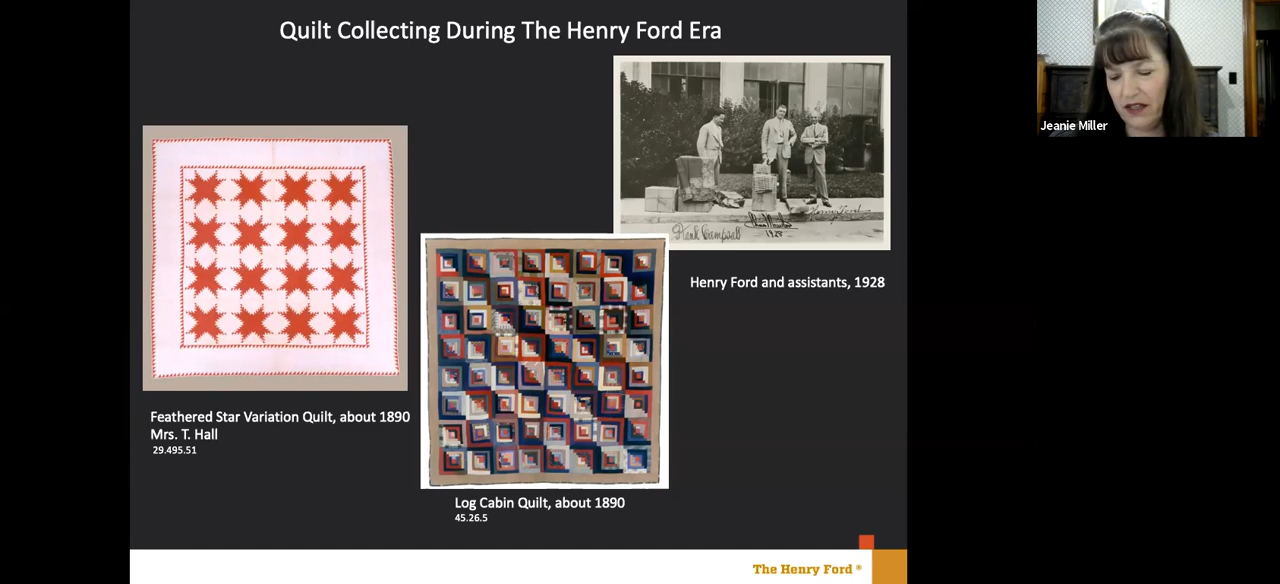 Quilt Collecting During The Henry Ford Era
Jeanie Miller
1928
Henry Ford and assistants, 1928
Feathered Star Variation Quilt, about 1890
Mrs. T. Hall
29.495.51
Log Cabin Quilt, about 1890
45.26.5
The Henry Ford ®